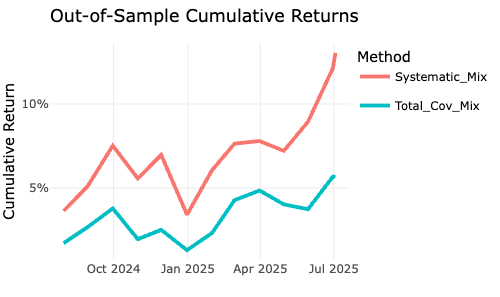 Out-of-Sample Cumulative Returns
Method
Systematic_Mix
Total_Cov_Mix
Cumulative Return
10%
5%
Oct 2024
Jan 2025
Apr 2025
Jul 2025